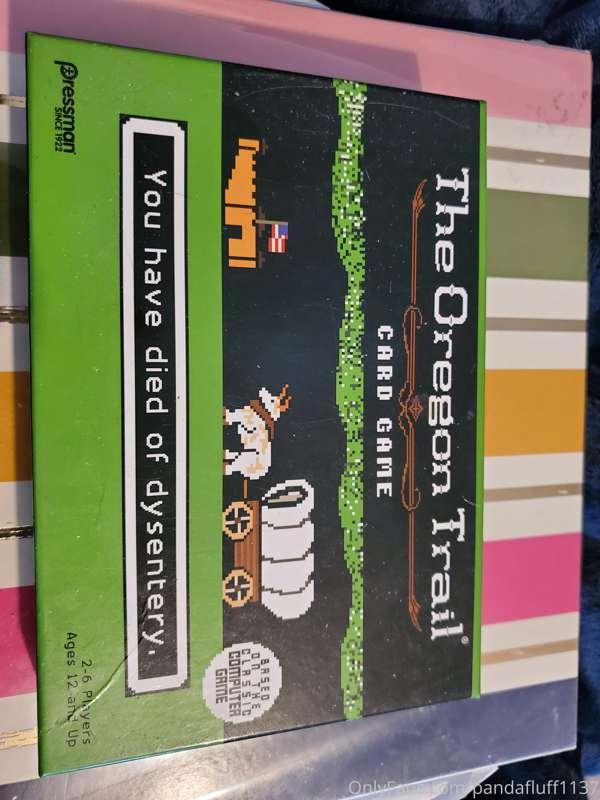 The Oregon Trail®
CARD GAME
BASED
ON THE
CLASSIC
COMPUTER
GAME
You have died of dysentery.
Pressman
SINCE 1922
2-6 Players
Ages 12 and Up
OnlyFans.com/pandafluff1137